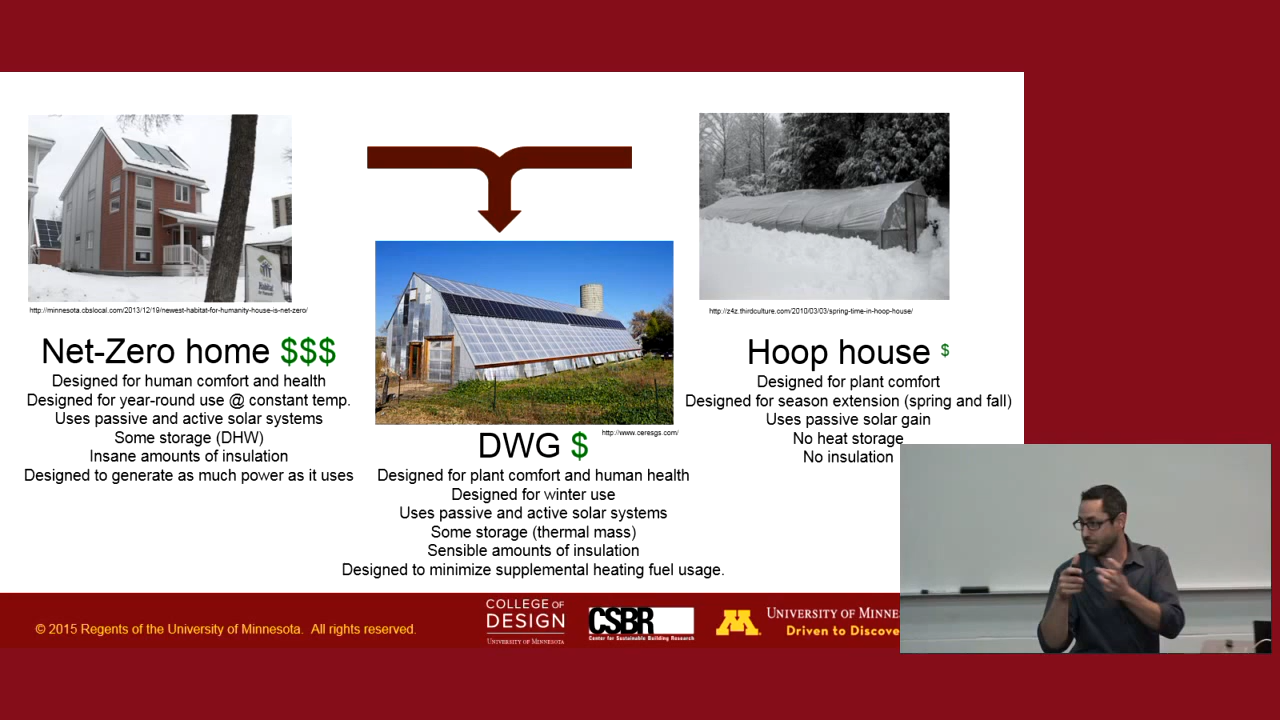 http://minnesota.cbslocal.com/2013/12/19/newest-habitat-for-humanity-house-is-net-zero/
Net-Zero home $$$
Designed for human comfort and health
Designed for year-round use @ constant temp.
Uses passive and active solar systems
Some storage (DHW)
Insane amounts of insulation
Designed to generate as much power as it uses
http://www.ceresgs.com/
DWG $
Designed for plant comfort and human health
Designed for winter use
Uses passive and active solar systems
Some storage (thermal mass)
Sensible amounts of insulation
Designed to minimize supplemental heating fuel usage.
http://z4z.thirdculture.com/2010/03/03/spring-time-in-hoop-house/
Hoop house $
Designed for plant comfort
Designed for season extension (spring and fall)
Uses passive solar gain
No heat storage
No insulation
© 2015 Regents of the University of Minnesota. All rights reserved.
COLLEGE OF
DESIGN
UNIVERSITY OF MINNESOTA
CSBR
Center for Sustainable Building Research
M
UNIVERSITY OF MINNE
Driven to Discove